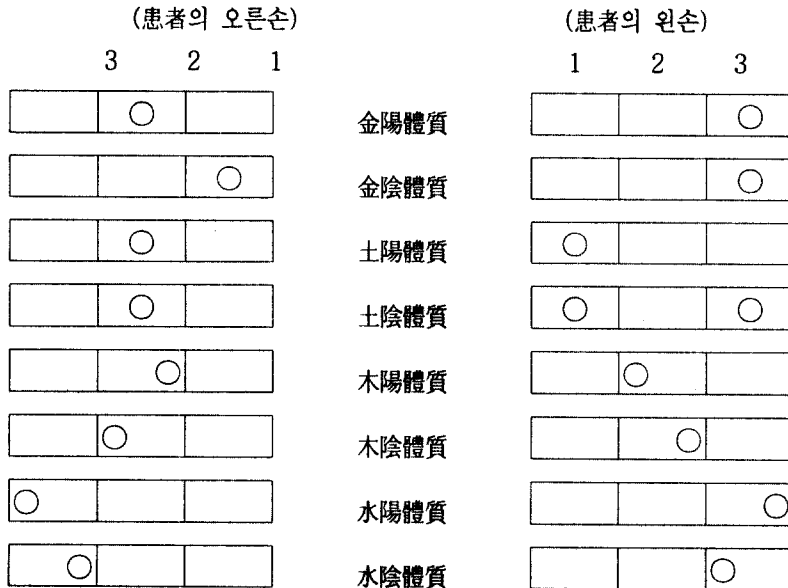 (患者의 오른손) (患者의 왼손)
3 2 1 1 2 3
金陽體質
金陰體質
土陽體質
土陰體質
木陽體質
木陰體質
水陽體質
水陰體質